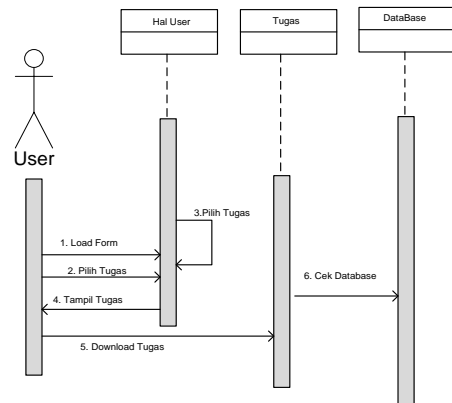 Hal User
Tugas
DataBase
User
3.Pilih Tugas
1. Load Form
2. Pilih Tugas
6. Cek Database
4. Tampil Tugas
5. Download Tugas